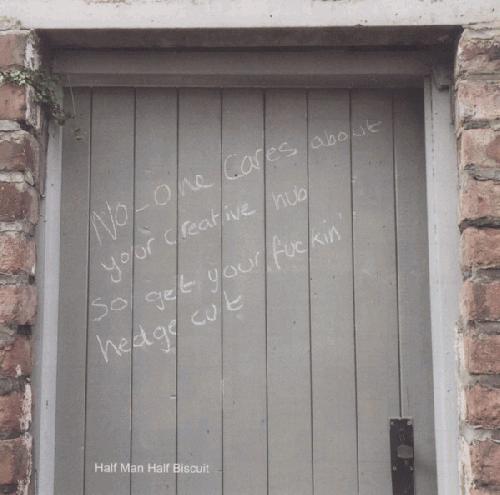 No-one cares about
your creative hub
so get your fuckin'
hedge cut
Half Man Half Biscuit